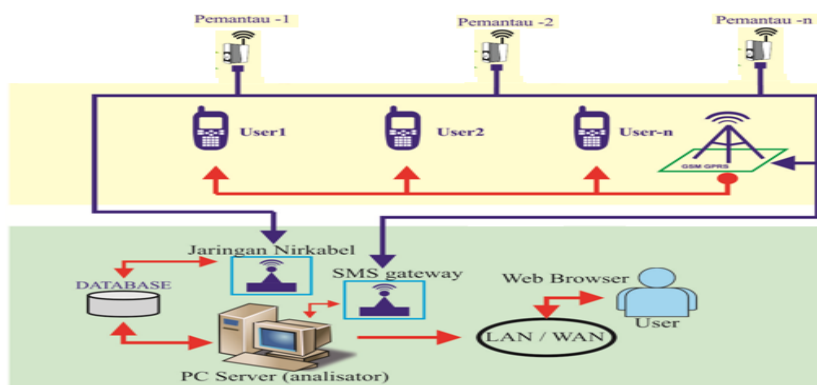 Pemantau -1
Pemantau -2
Pemantau -n
User1
User2
User-n
GSM GPRS
Jaringan Nirkabel
SMS gateway
DATABASE
Web Browser
User
LAN / WAN
PC Server (analisator)